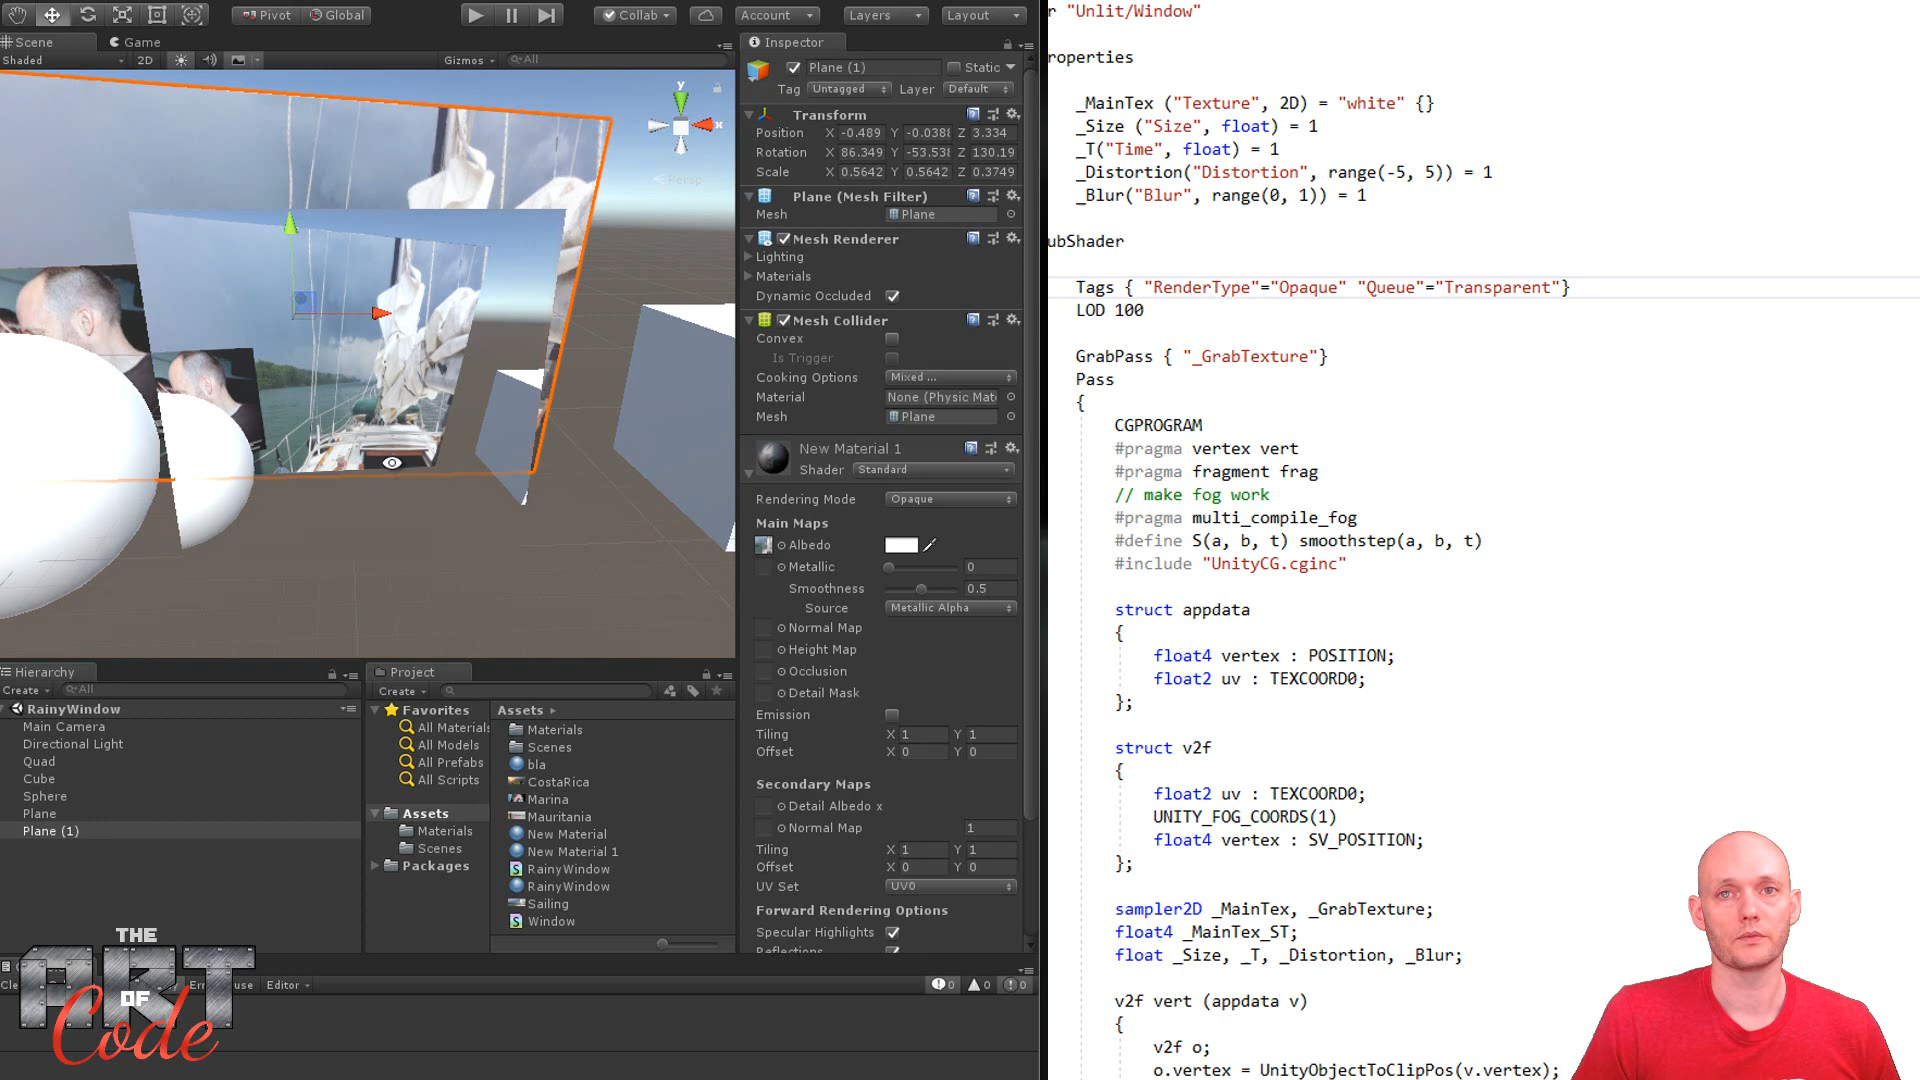 Pivot Global Collab Account Layers Layout
Scene Game
Shaded 2D Gizmos All
y
x
Persp
Inspector
Plane (1) Static
Tag Untagged Layer Default
Transform
Position X -0.489 Y -0.038 Z 3.334
Rotation X 86.349 Y -53.538 Z 130.19
Scale X 0.5642 Y 0.5642 Z 0.3749
Plane (Mesh Filter)
Mesh Plane
Mesh Renderer
Lighting
Materials
Dynamic Occluded
Mesh Collider
Convex
Is Trigger
Cooking Options Mixed ...
Material None (Physic Mat
Mesh Plane
New Material 1
Shader Standard
Rendering Mode Opaque
Main Maps
Albedo
Metallic 0
Smoothness 0.5
Source Metallic Alpha
Normal Map
Height Map
Occlusion
Detail Mask
Emission
Tiling X 1 Y 1
Offset X 0 Y 0
Secondary Maps
Detail Albedo x
Normal Map 1
Tiling X 1 Y 1
Offset X 0 Y 0
UV Set UV0
Forward Rendering Options
Specular Highlights
Reflections
Hierarchy
Create All
RainyWindow
Main Camera
Directional Light
Quad
Cube
Sphere
Plane
Plane (1)
Project
Create
Favorites
All Materials
All Models
All Prefabs
All Scripts
Assets
Materials
Scenes
Packages
Assets
Materials
Scenes
bla
CostaRica
Marina
Mauritania
New Material
New Material 1
RainyWindow
RainyWindow
Sailing
Window
Editor 0 0 0
THE
ART
OF
Code
r "Unlit/Window"
roperties
_MainTex ("Texture", 2D) = "white" {}
_Size ("Size", float) = 1
_T("Time", float) = 1
_Distortion("Distortion", range(-5, 5)) = 1
_Blur("Blur", range(0, 1)) = 1
ubShader
Tags { "RenderType"="Opaque" "Queue"="Transparent"}
LOD 100
GrabPass { "_GrabTexture"}
Pass
{
CGPROGRAM
#pragma vertex vert
#pragma fragment frag
// make fog work
#pragma multi_compile_fog
#define S(a, b, t) smoothstep(a, b, t)
#include "UnityCG.cginc"
struct appdata
{
float4 vertex : POSITION;
float2 uv : TEXCOORD0;
};
struct v2f
{
float2 uv : TEXCOORD0;
UNITY_FOG_COORDS(1)
float4 vertex : SV_POSITION;
};
sampler2D _MainTex, _GrabTexture;
float4 _MainTex_ST;
float _Size, _T, _Distortion, _Blur;
v2f vert (appdata v)
{
v2f o;
o.vertex = UnityObjectToClipPos(v.vertex);